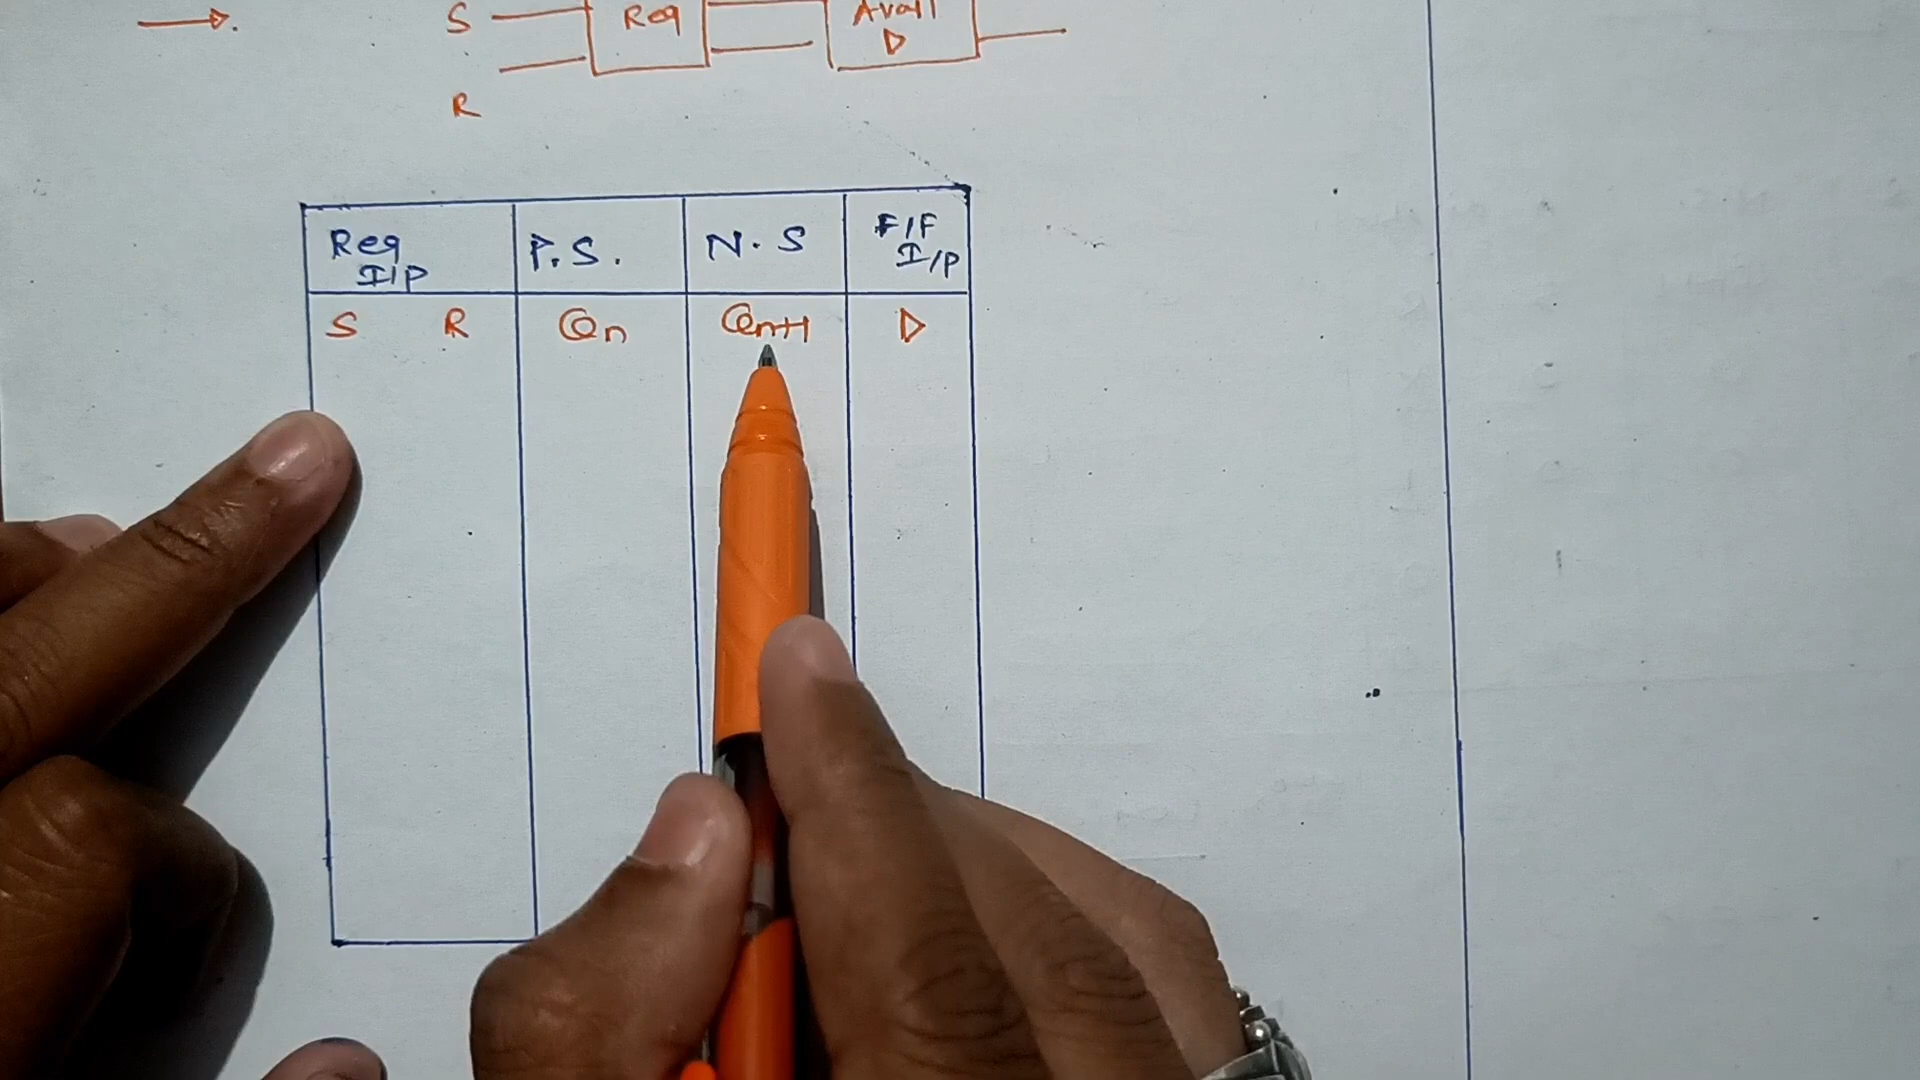 S Req Avail
D
R
Req I/P P.S. N.S F/F I/P
S R Qn Qn+1 D